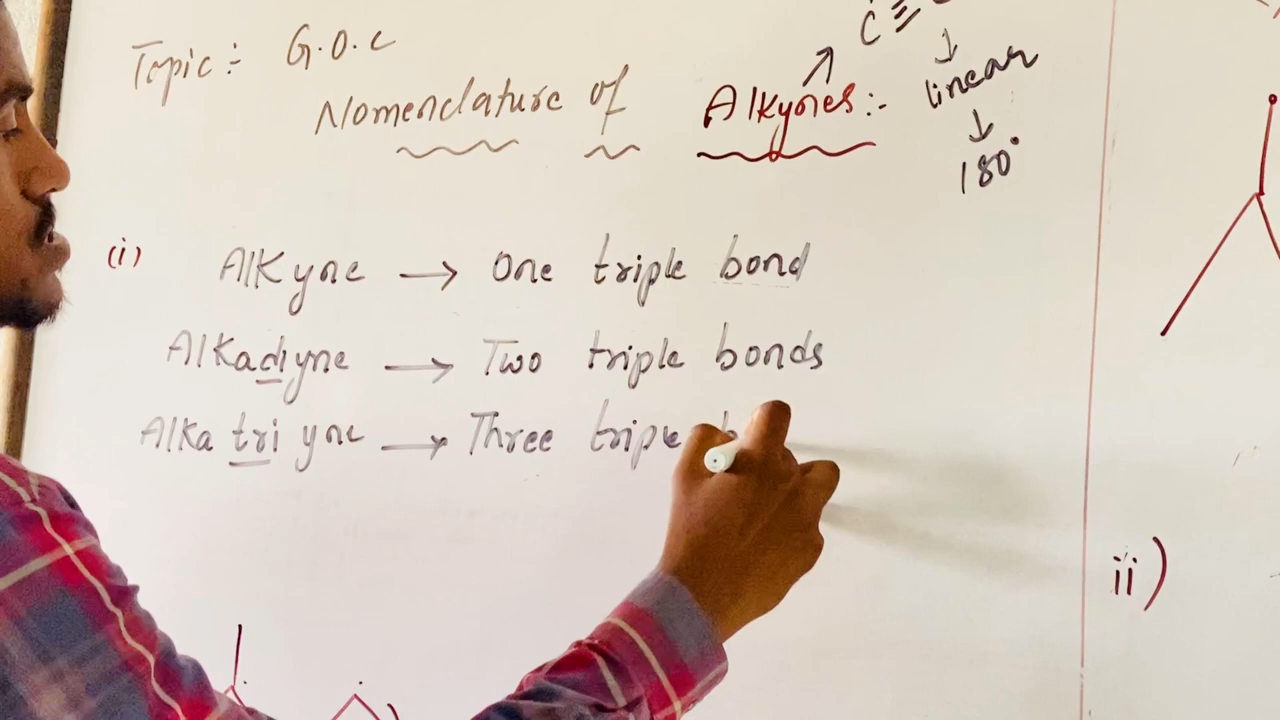 Topic :- G.O.C
Nomenclature of Alkynes :-
C ≡
↓
linear
↓
180°
(i) Alkyne → One triple bond
Alkadiyne → Two triple bonds
Alka tri yne → Three triple
ii)